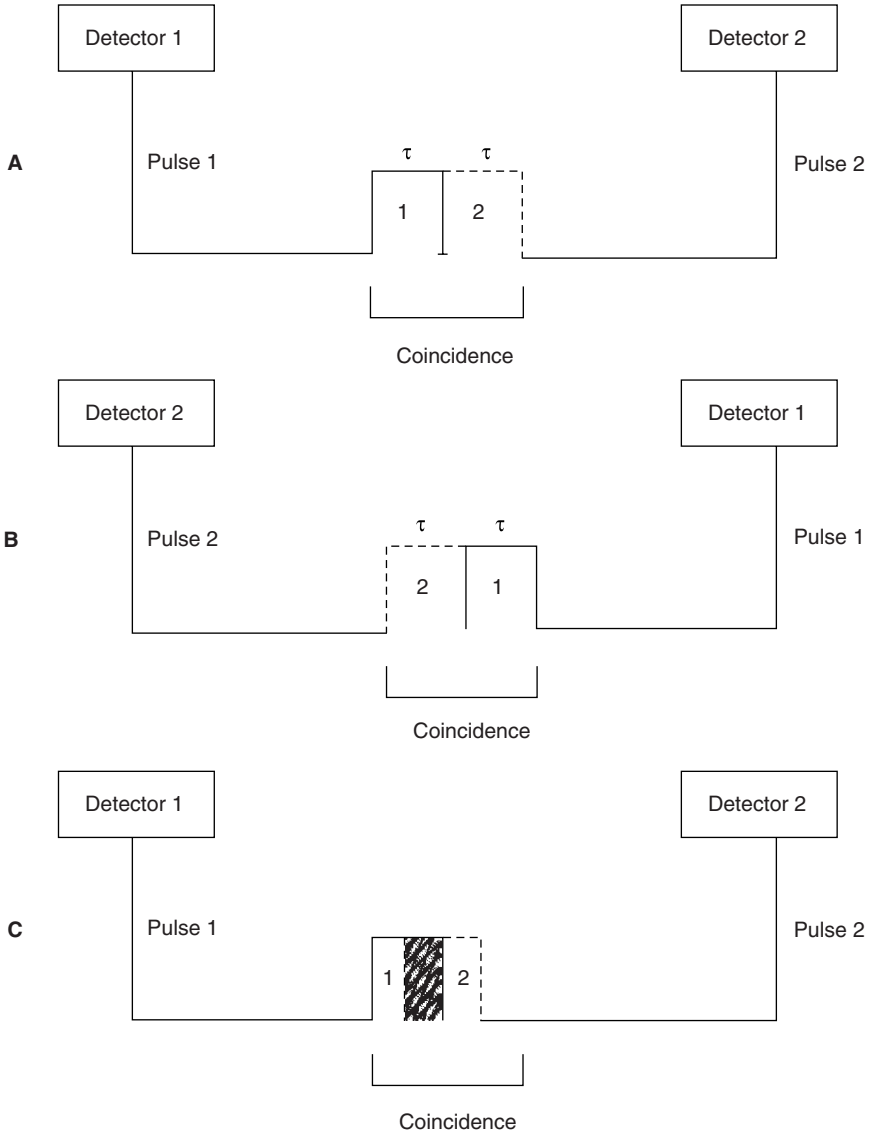 Detector 1
Detector 2
A
Pulse 1
τ
τ
Pulse 2
1
2
Coincidence
Detector 2
Detector 1
B
Pulse 2
τ
τ
Pulse 1
2
1
Coincidence
Detector 1
Detector 2
C
Pulse 1
Pulse 2
1
2
Coincidence